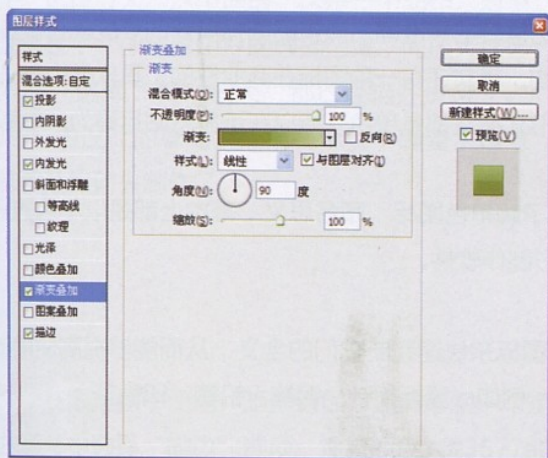 图层样式
样式
混合选项:自定
投影
内阴影
外发光
内发光
斜面和浮雕
等高线
纹理
光泽
颜色叠加
渐变叠加
图案叠加
描边
渐变叠加
渐变
混合模式(O): 正常
不透明度(P): 100 %
渐变: 反向(R)
样式(L): 线性 与图层对齐(I)
角度(N): 90 度
缩放(S): 100 %
确定
取消
新建样式(W)...
预览(V)